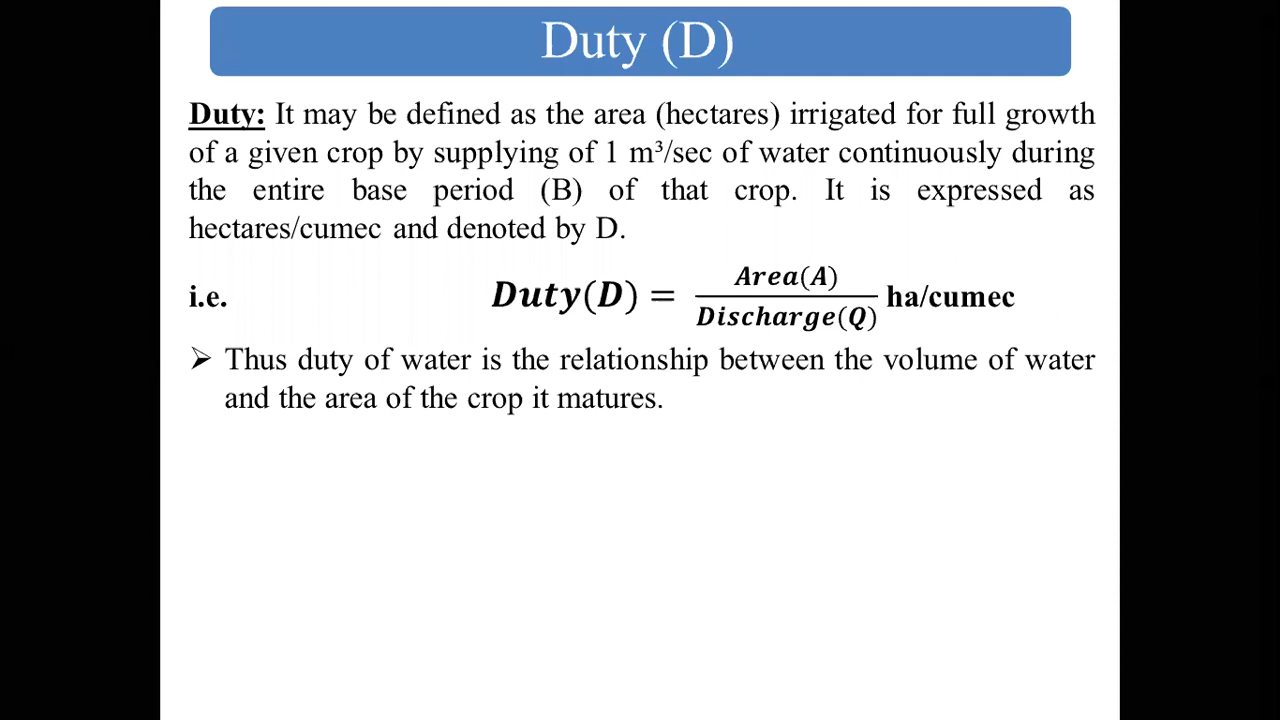 Duty (D)
Duty: It may be defined as the area (hectares) irrigated for full growth
of a given crop by supplying of 1 m³/sec of water continuously during
the entire base period (B) of that crop. It is expressed as
hectares/cumec and denoted by D.
i.e. Duty(D) = Area(A) / Discharge(Q) ha/cumec
➢ Thus duty of water is the relationship between the volume of water
and the area of the crop it matures.